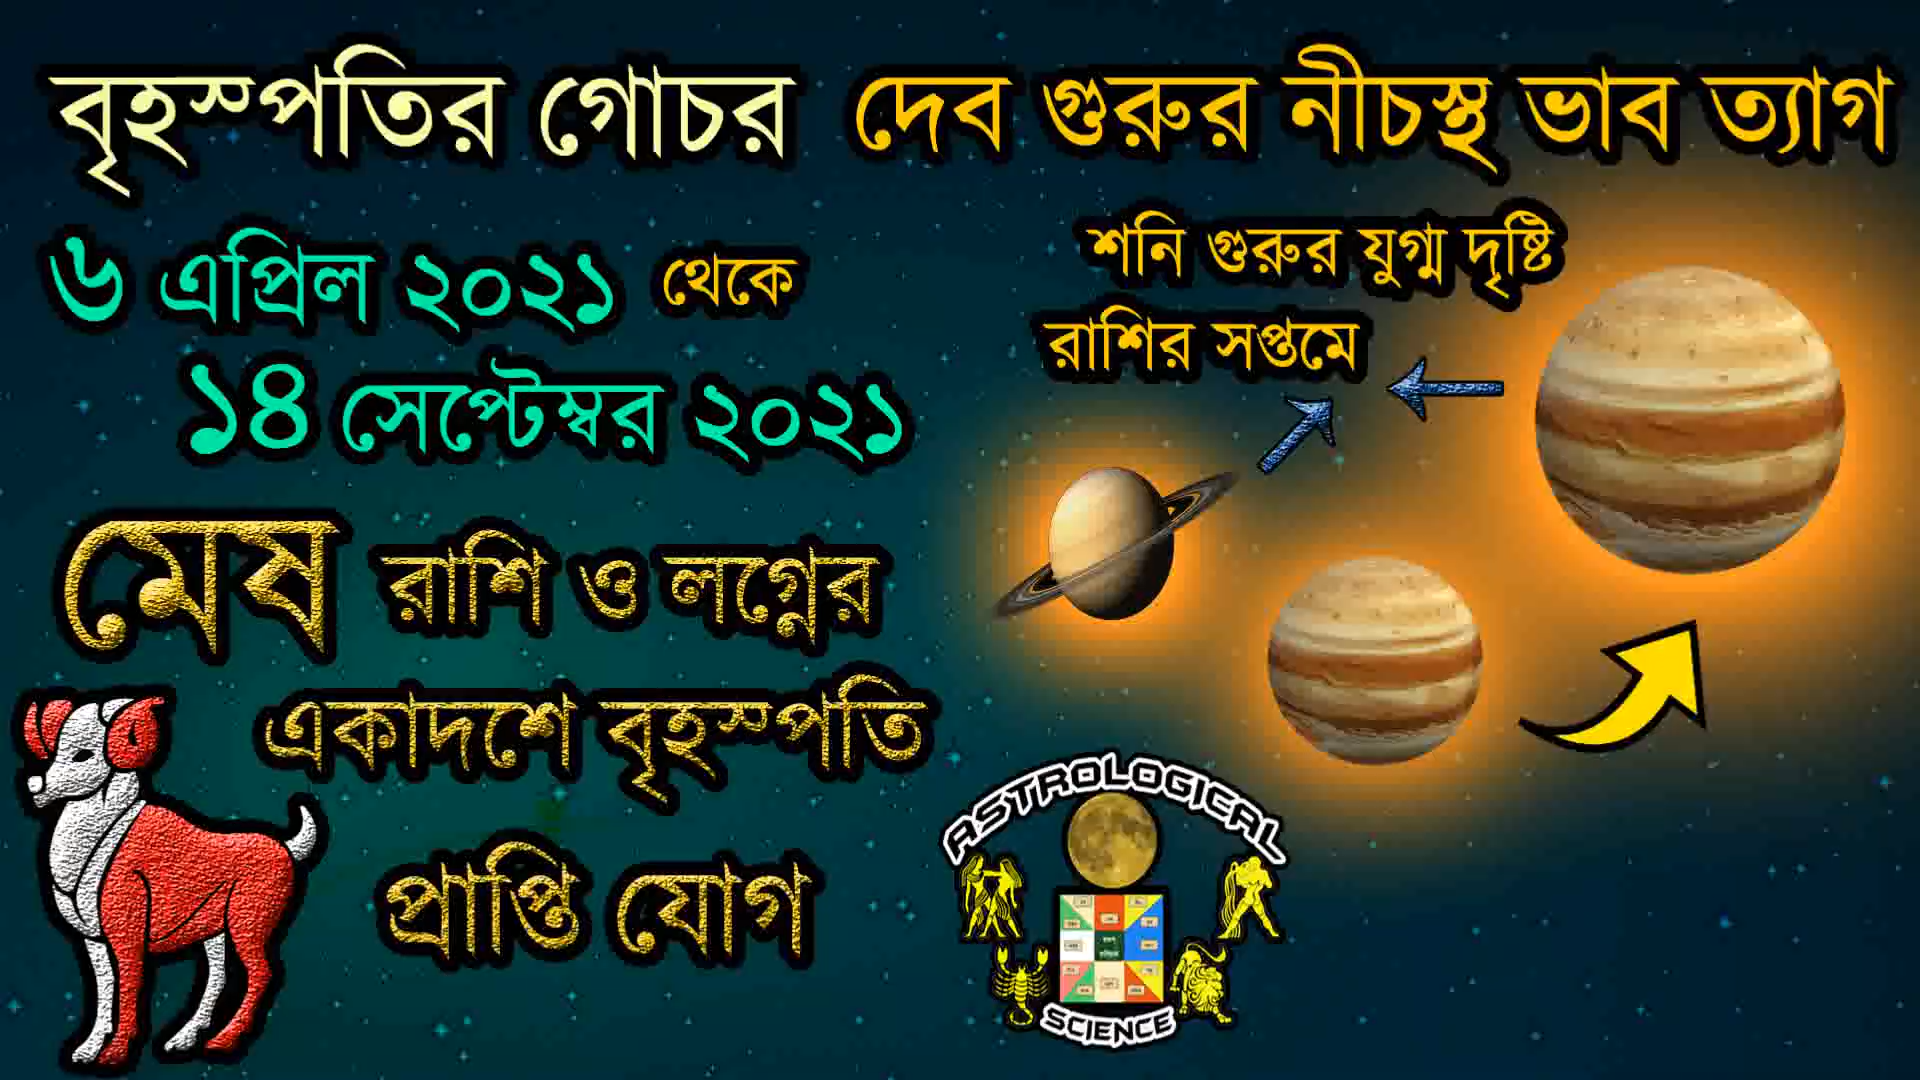 বৃহস্পতির গোচর দেব গুরুর নীচস্থ ভাব ত্যাগ
৬ এপ্রিল ২০২১ থেকে
১৪ সেপ্টেম্বর ২০২১
শনি গুরুর যুগ্ম দৃষ্টি
রাশির সপ্তমে
মেষ রাশি ও লগ্নের
একাদশে বৃহস্পতি
প্রাপ্তি যোগ
ASTROLOGICAL
SCIENCE